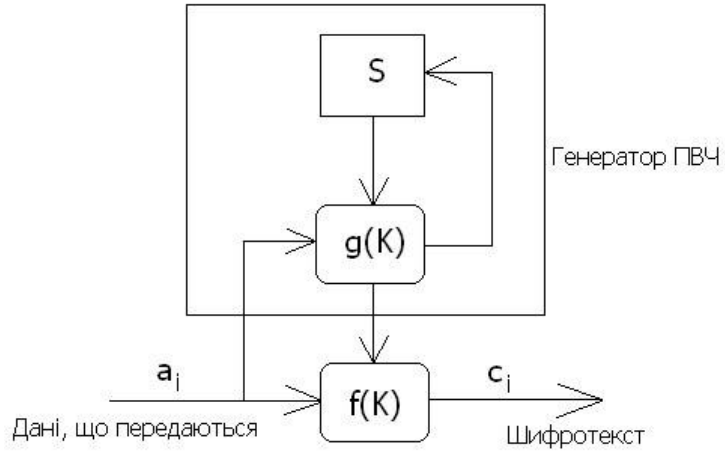 S
Генератор ПВЧ
g(K)
a i
c i
f(K)
Дані, що передаються
Шифротекст